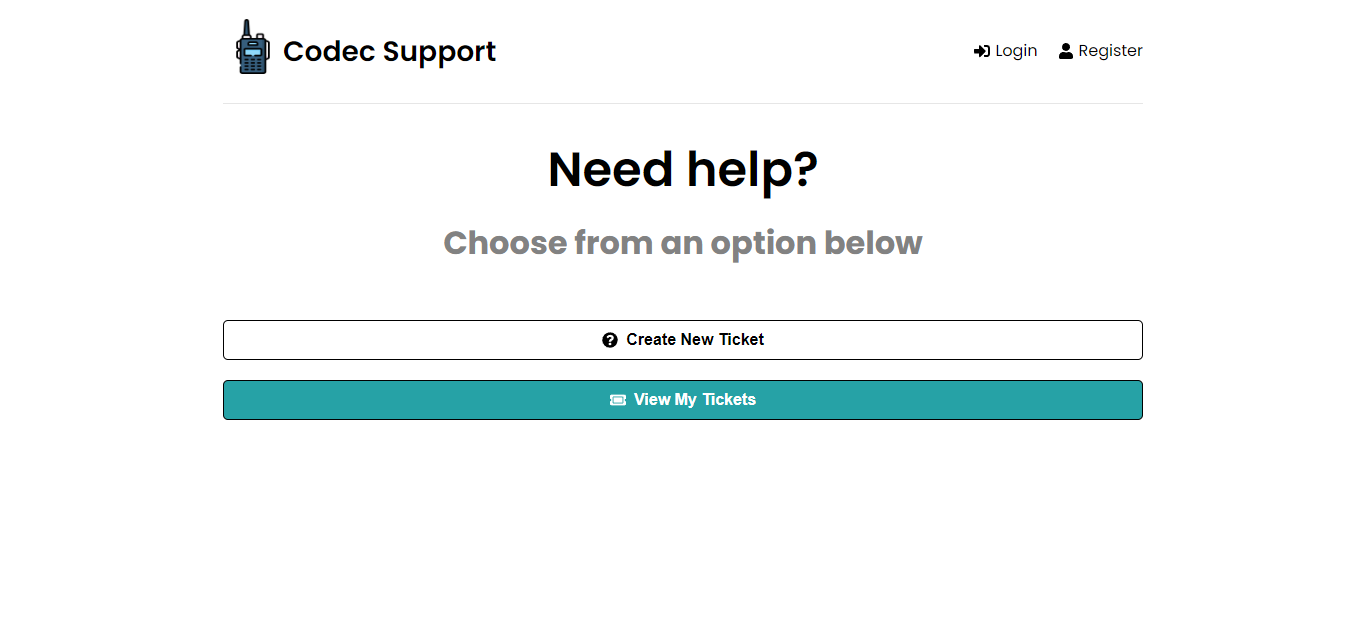 Codec Support
Login
Register
Need help?
Choose from an option below
Create New Ticket
View My Tickets